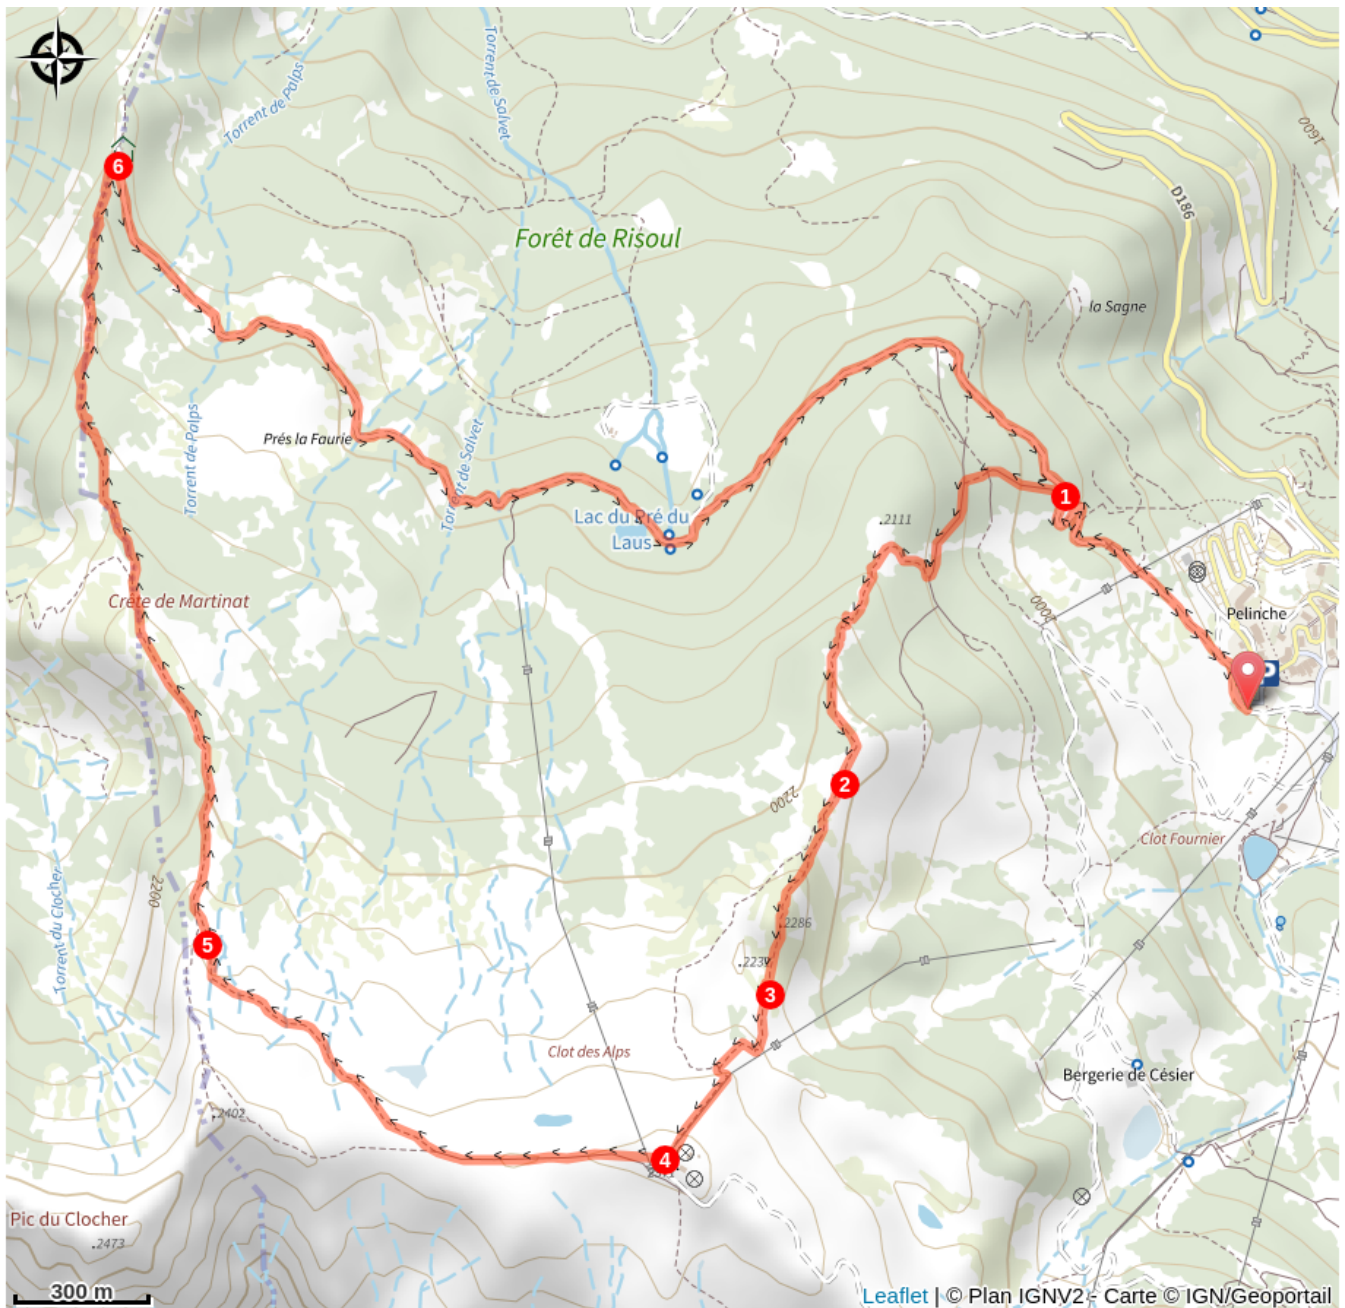 Torrent de Palps
Torrent de Salvet
1600
D186
6
Forêt de Risoul
la Sagne
Torrent de Palps
Prés la Faurie
Torrent de Salvet
1
Lac du Pré du
Laus
.2111
Crête de Martinat
2000
Pelinche
P
2
2200
Clot Fournier
2200
Torrent du Clocher
.2286
5
.2239
3
Clot des Alps
Bergerie de Césier
.2402
4
Pic du Clocher
.2473
300 m
Leaflet | © Plan IGNV2 - Carte © IGN/Geoportail